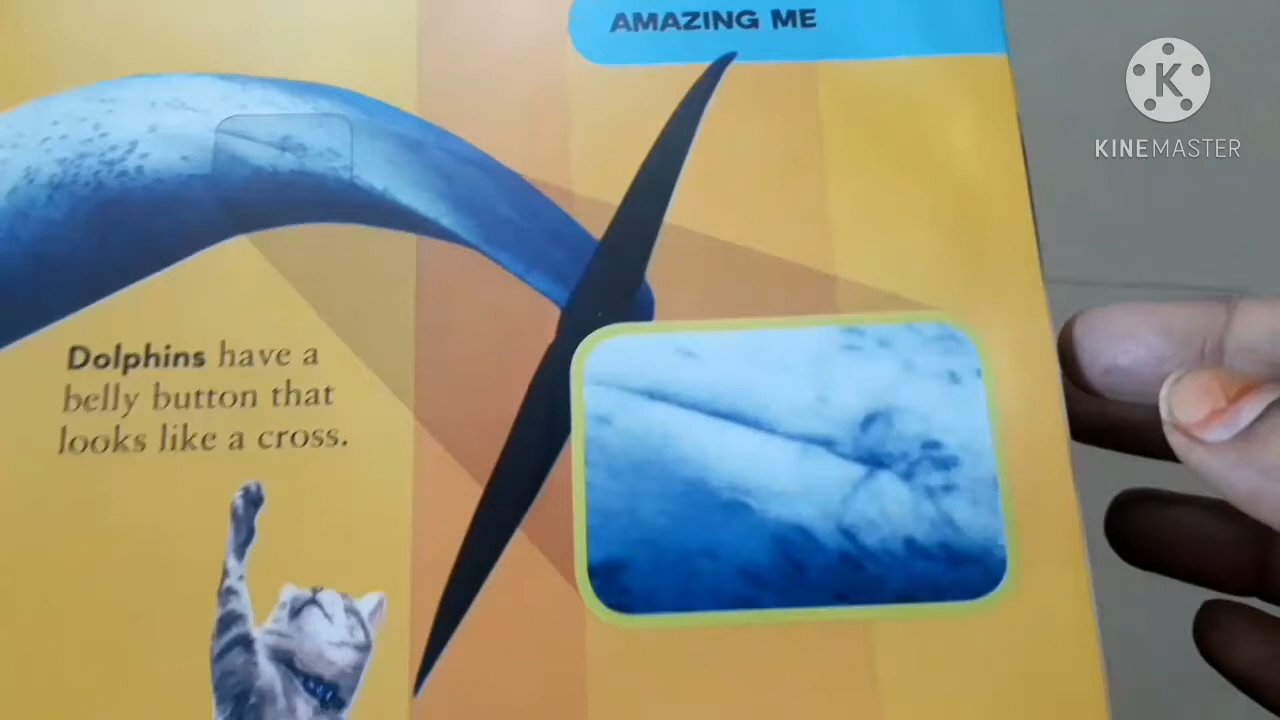 AMAZING ME
K
KINEMASTER
Dolphins have a
belly button that
looks like a cross.